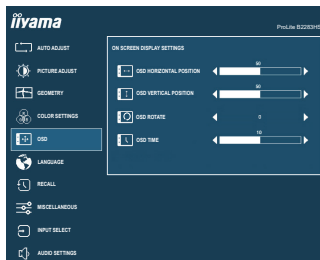 iiyama
ProLite B2283HS
AUTO ADJUST
ON SCREEN DISPLAY SETTINGS
PICTURE ADJUST
OSD HORIZONTAL POSITION
50
GEOMETRY
OSD VERTICAL POSITION
50
COLOR SETTINGS
OSD ROTATE
0
OSD
OSD TIME
10
LANGUAGE
RECALL
MISCELLANEOUS
INPUT SELECT
AUDIO SETTINGS